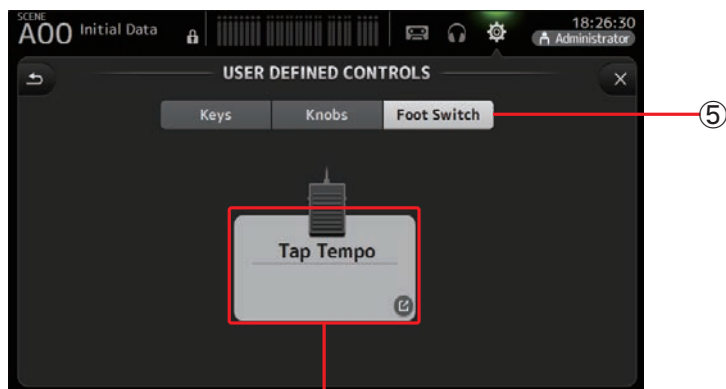 SCENE
A00 Initial Data
18:26:30
Administrator
USER DEFINED CONTROLS
Keys Knobs Foot Switch
⑤
Tap Tempo